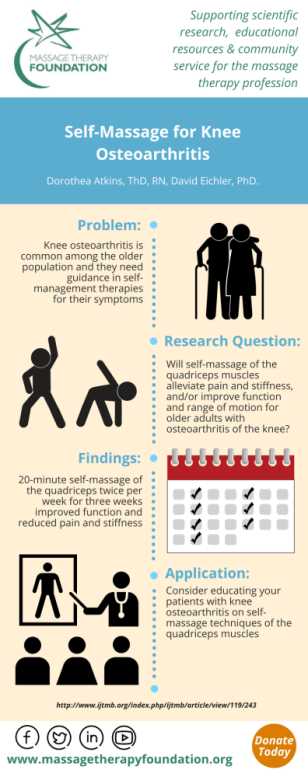 MASSAGE THERAPY
FOUNDATION
Supporting scientific
research, educational
resources & community
service for the massage
therapy profession
Self-Massage for Knee
Osteoarthritis
Dorothea Atkins, ThD, RN, David Eichler, PhD.
Problem:
Knee osteoarthritis is
common among the older
population and they need
guidance in self-
management therapies
for their symptoms
Research Question:
Will self-massage of the
quadriceps muscles
alleviate pain and stiffness,
and/or improve function
and range of motion for
older adults with
osteoarthritis of the knee?
Findings:
20-minute self-massage of
the quadriceps twice per
week for three weeks
improved function and
reduced pain and stiffness
Application:
Consider educating your
patients with knee
osteoarthritis on self-
massage techniques of the
quadriceps muscles
http://www.ijtmb.org/index.php/ijtmb/article/view/119/243
www.massagetherapyfoundation.org
Donate
Today